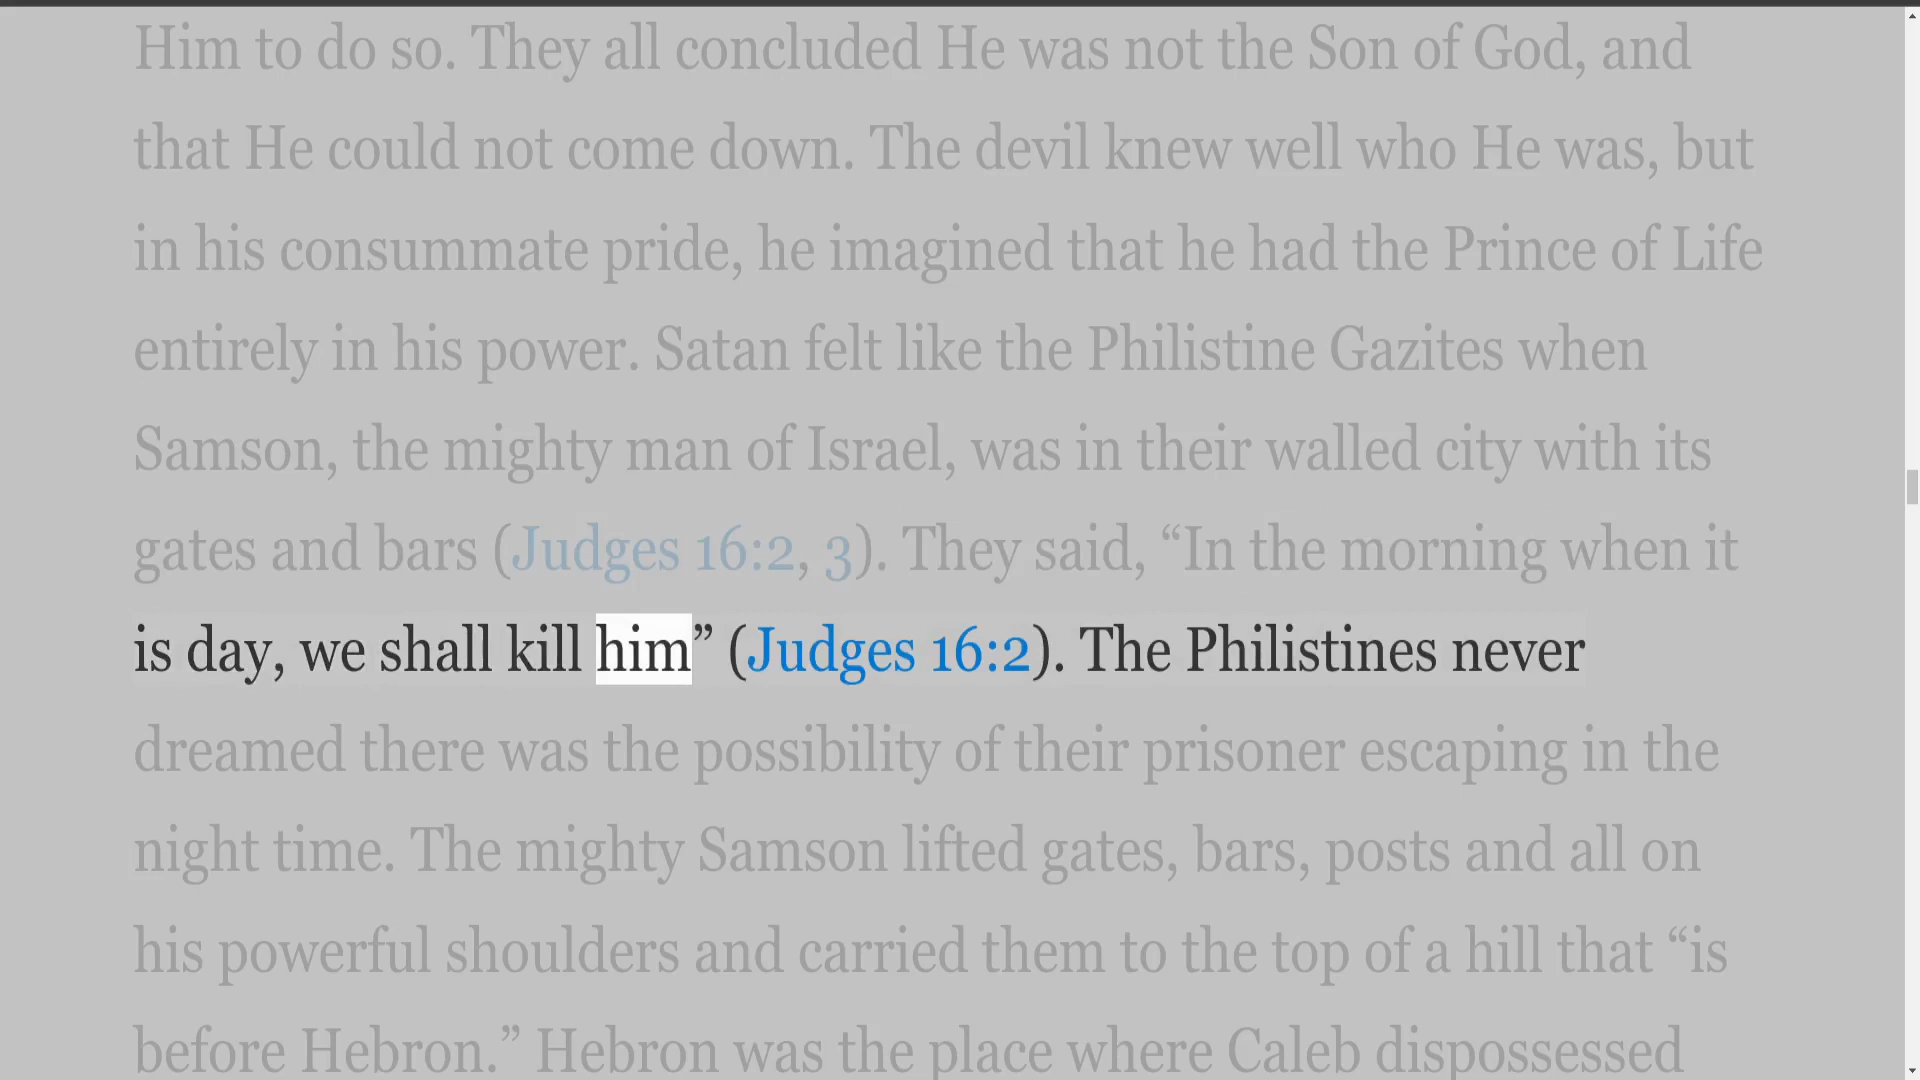 Him to do so. They all concluded He was not the Son of God, and
that He could not come down. The devil knew well who He was, but
in his consummate pride, he imagined that he had the Prince of Life
entirely in his power. Satan felt like the Philistine Gazites when
Samson, the mighty man of Israel, was in their walled city with its
gates and bars (Judges 16:2, 3). They said, “In the morning when it
is day, we shall kill him” (Judges 16:2). The Philistines never
dreamed there was the possibility of their prisoner escaping in the
night time. The mighty Samson lifted gates, bars, posts and all on
his powerful shoulders and carried them to the top of a hill that “is
before Hebron.” Hebron was the place where Caleb dispossessed